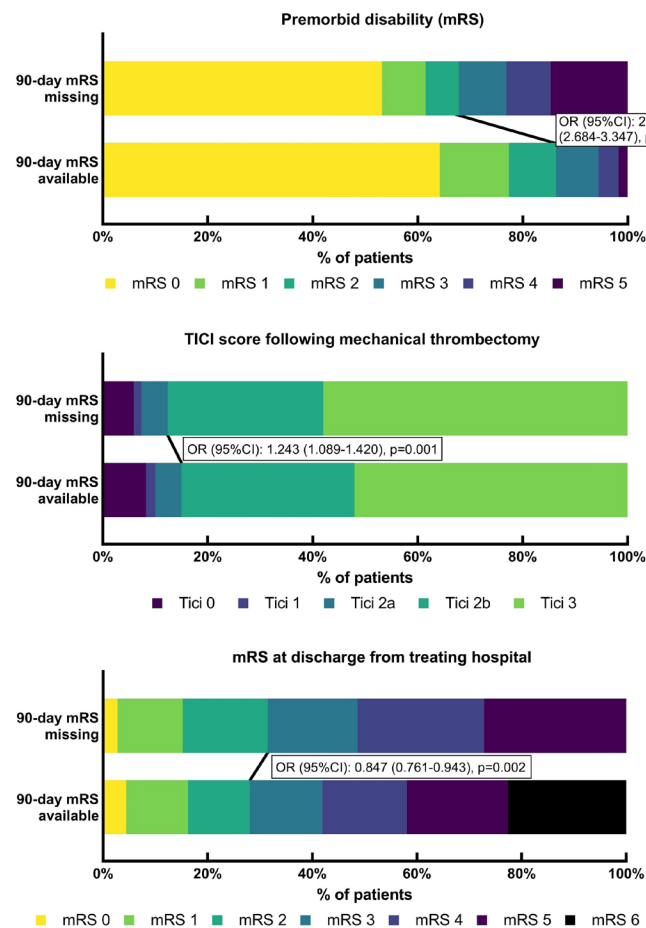 Premorbid disability (mRS)
90-day mRS
missing
OR (95%CI): 2
(2.684-3.347), p
90-day mRS
available
0% 20% 40% 60% 80% 100%
% of patients
mRS 0 mRS 1 mRS 2 mRS 3 mRS 4 mRS 5
TICI score following mechanical thrombectomy
90-day mRS
missing
OR (95%CI): 1.243 (1.089-1.420), p=0.001
90-day mRS
available
0% 20% 40% 60% 80% 100%
% of patients
Tici 0 Tici 1 Tici 2a Tici 2b Tici 3
mRS at discharge from treating hospital
90-day mRS
missing
OR (95%CI): 0.847 (0.761-0.943), p=0.002
90-day mRS
available
0% 20% 40% 60% 80% 100%
% of patients
mRS 0 mRS 1 mRS 2 mRS 3 mRS 4 mRS 5 mRS 6